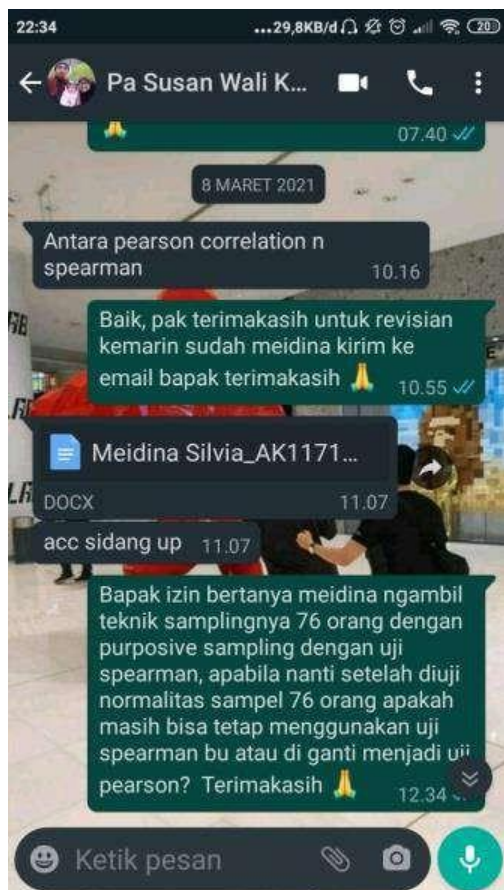 22:34
...29,8KB/d
20
Pa Susan Wali K...
07.40
8 MARET 2021
Antara pearson correlation n
spearman
10.16
Baik, pak terimakasih untuk revisian
kemarin sudah meidina kirim ke
email bapak terimakasih 🙏
10.55
Meidina Silvia_AK1171...
DOCX
11.07
acc sidang up
11.07
Bapak izin bertanya meidina ngambil
teknik samplingnya 76 orang dengan
purposive sampling dengan uji
spearman, apabila nanti setelah diuji
normalitas sampel 76 orang apakah
masih bisa tetap menggunakan uji
spearman bu atau di ganti menjadi uji
pearson? Terimakasih 🙏
12.34
Ketik pesan